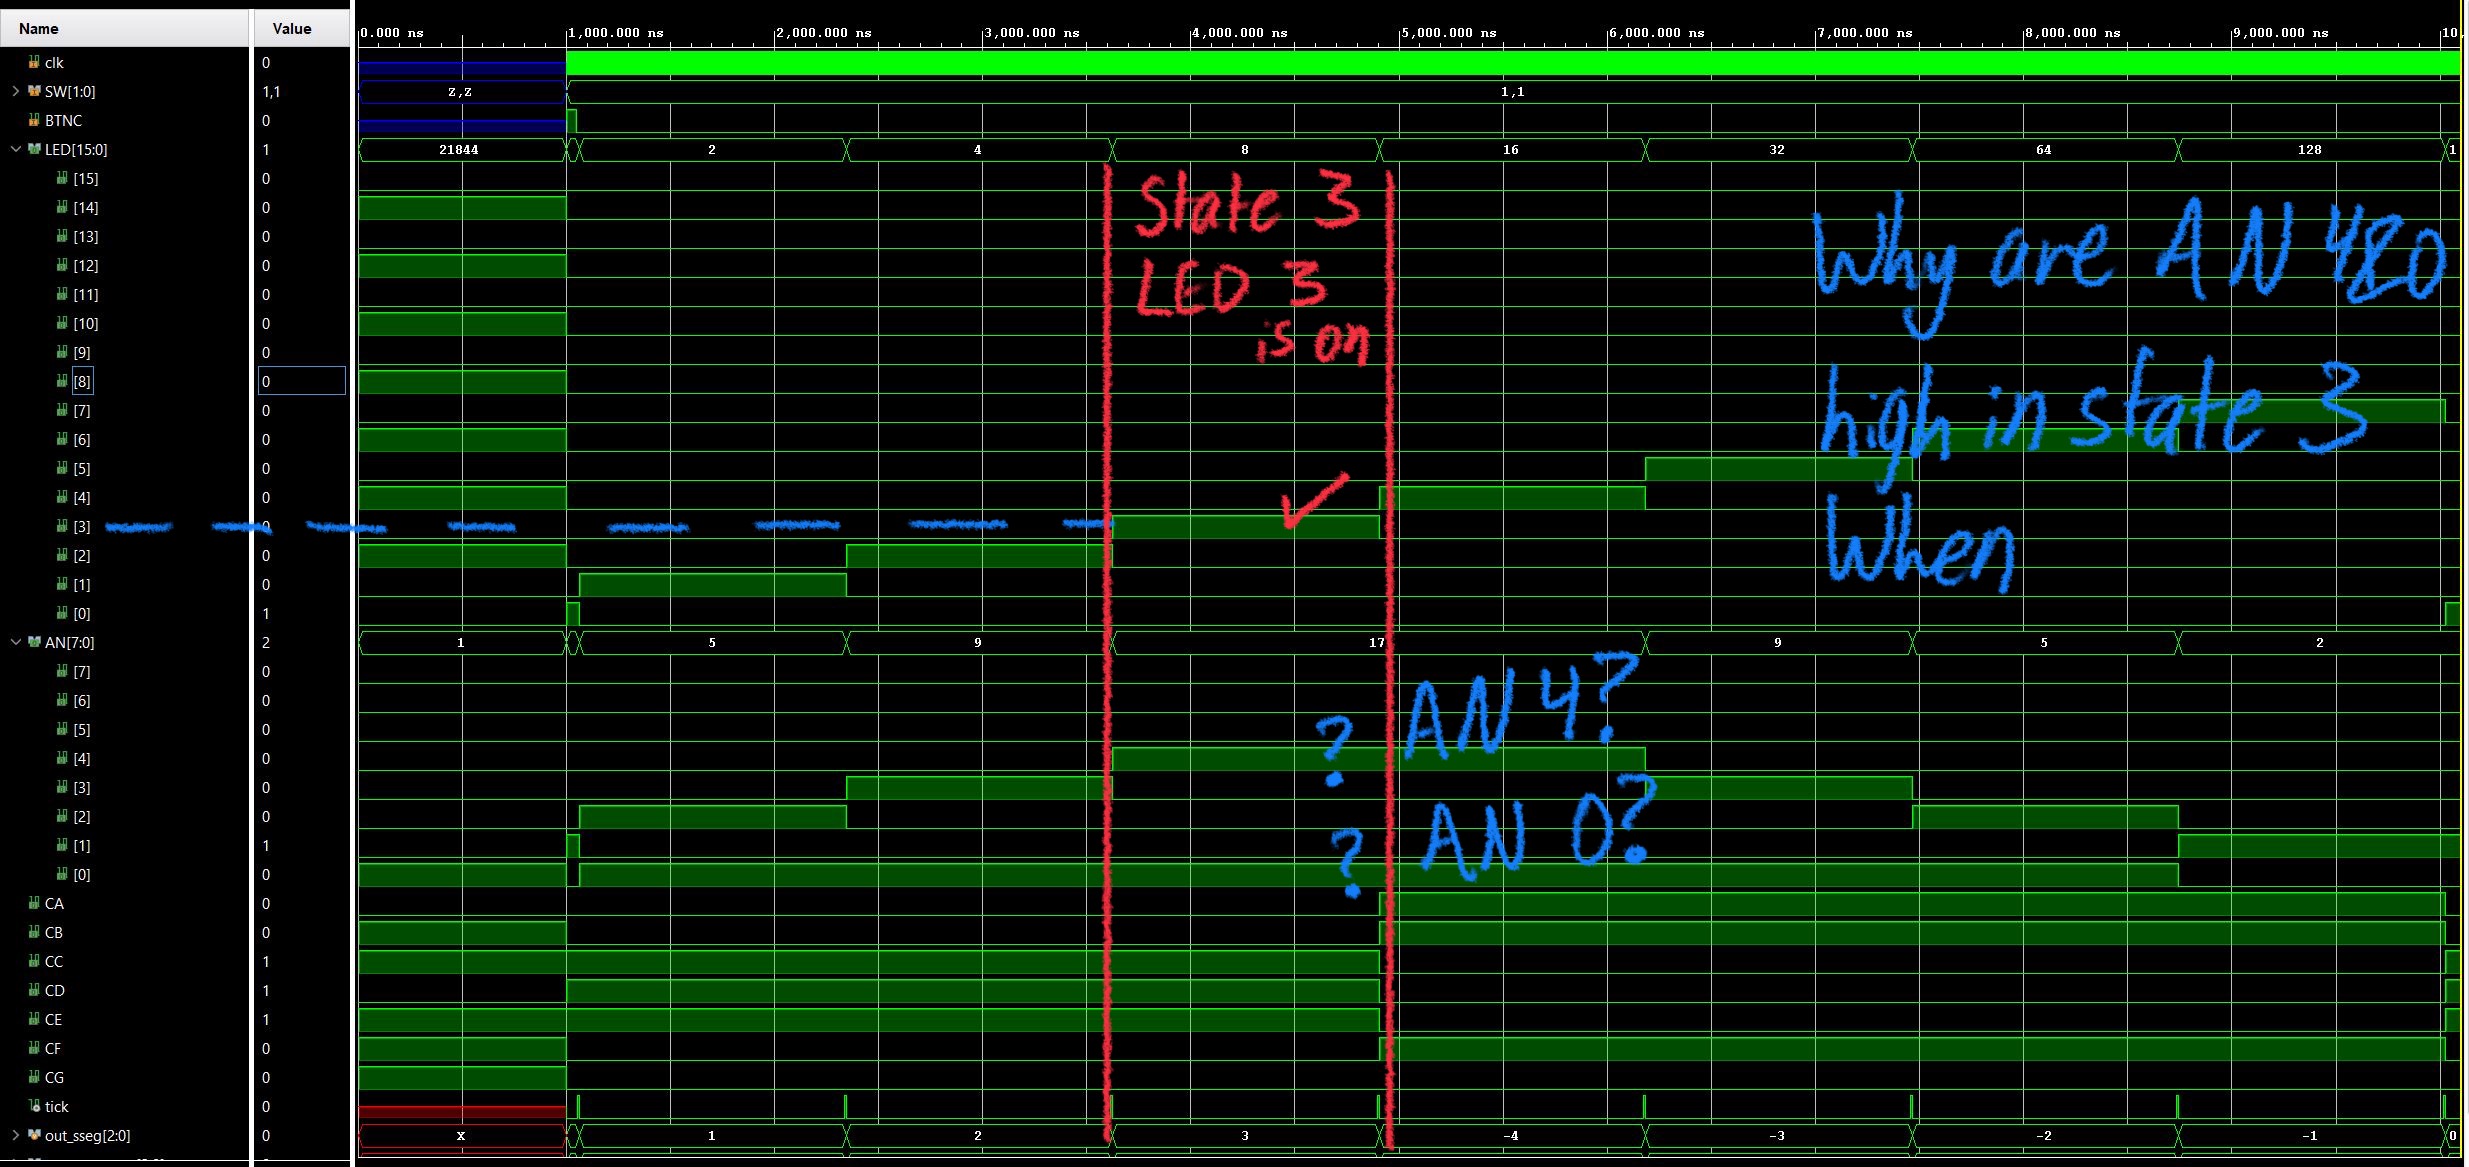 Name Value
0.000 ns 1,000.000 ns 2,000.000 ns 3,000.000 ns 4,000.000 ns 5,000.000 ns 6,000.000 ns 7,000.000 ns 8,000.000 ns 9,000.000 ns 10,
clk 0
SW[1:0] 1,1 Z,Z 1,1
BTNC 0
LED[15:0] 1 21844 2 4 8 16 32 64 128 1
[15] 0
[14] 0
[13] 0
[12] 0
[11] 0
[10] 0
[9] 0
[8] 0
[7] 0
[6] 0
[5] 0
[4] 0
[3] 0
[2] 0
[1] 0
[0] 1
State 3
LED 3
is on
Why are AN 4&0
high in state 3
When
AN[7:0] 2 1 5 9 17 9 5 2
[7] 0
[6] 0
[5] 0
[4] 0
[3] 0
[2] 0
[1] 1
[0] 0
? AN 4?
? AN 0?
CA 0
CB 0
CC 1
CD 1
CE 1
CF 0
CG 0
tick 0
out_sseg[2:0] 0 X 1 2 3 -4 -3 -2 -1 0